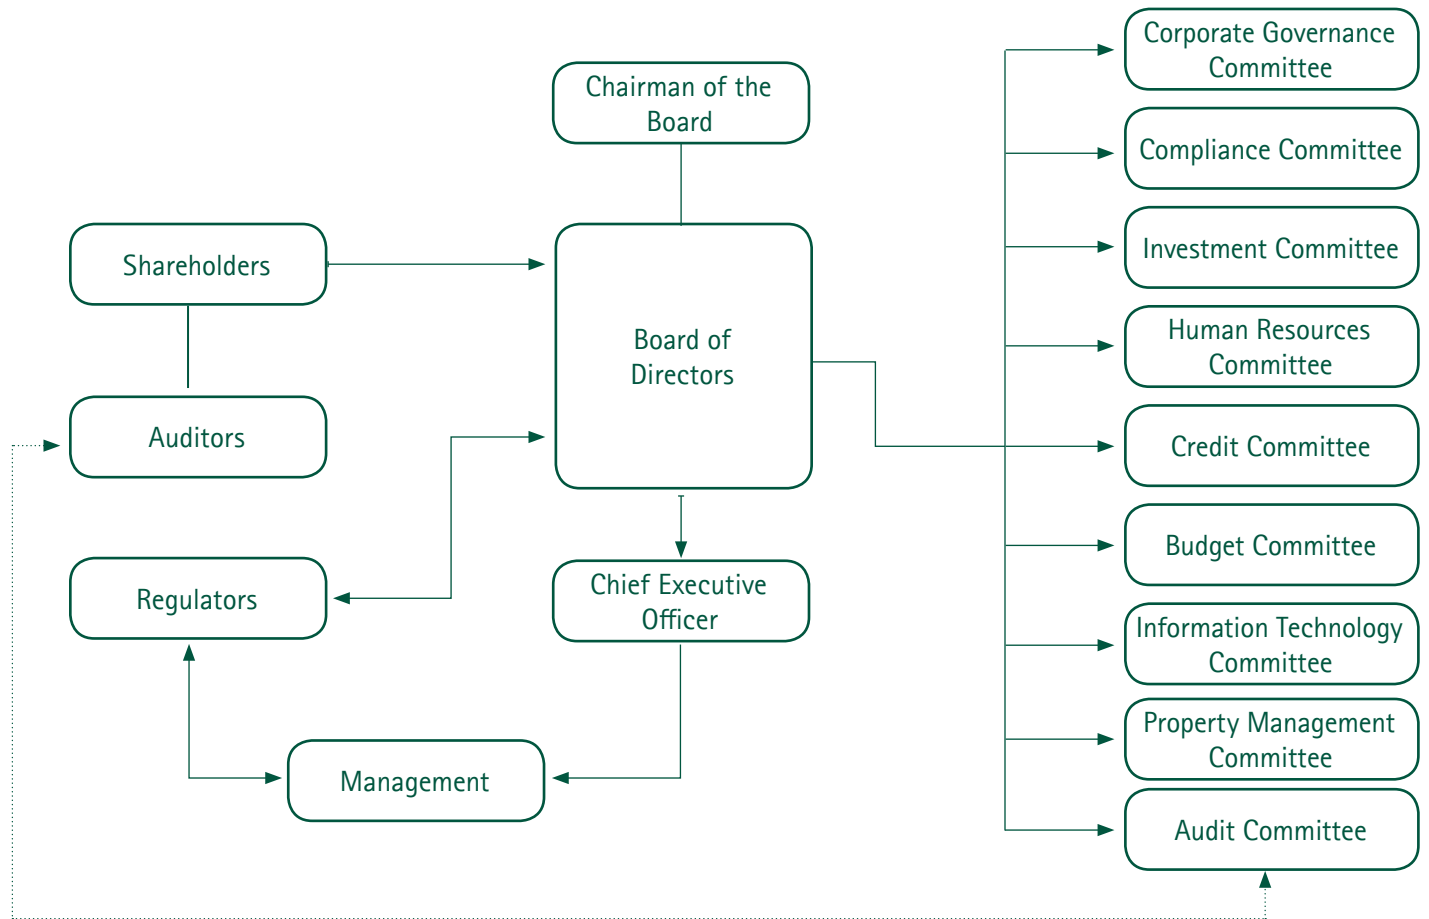 Chairman of the
Board
Shareholders
Auditors
Regulators
Board of
Directors
Chief Executive
Officer
Management
Corporate Governance
Committee
Compliance Committee
Investment Committee
Human Resources
Committee
Credit Committee
Budget Committee
Information Technology
Committee
Property Management
Committee
Audit Committee